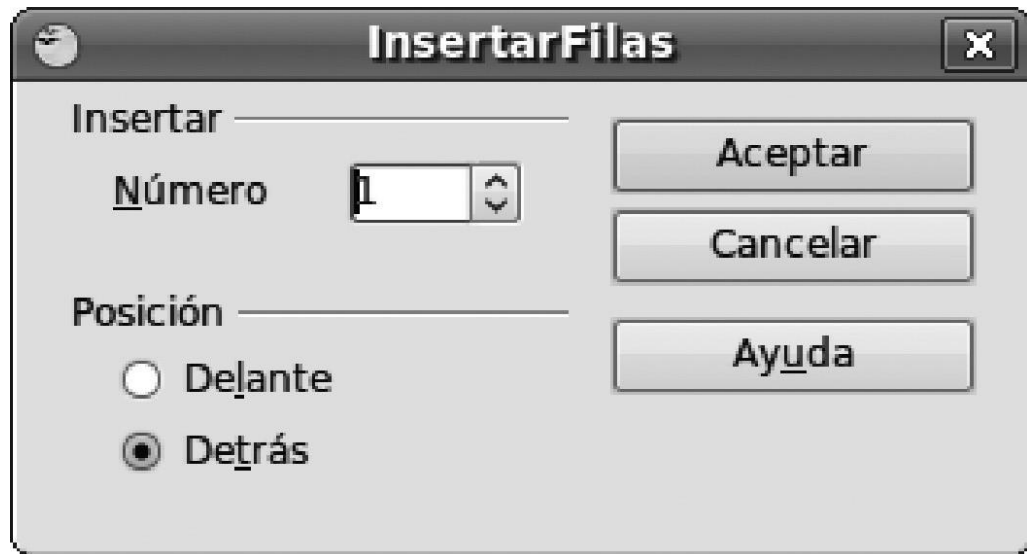 InsertarFilas
Insertar
Número 1
Posición
Delante
Detrás
Aceptar
Cancelar
Ayuda